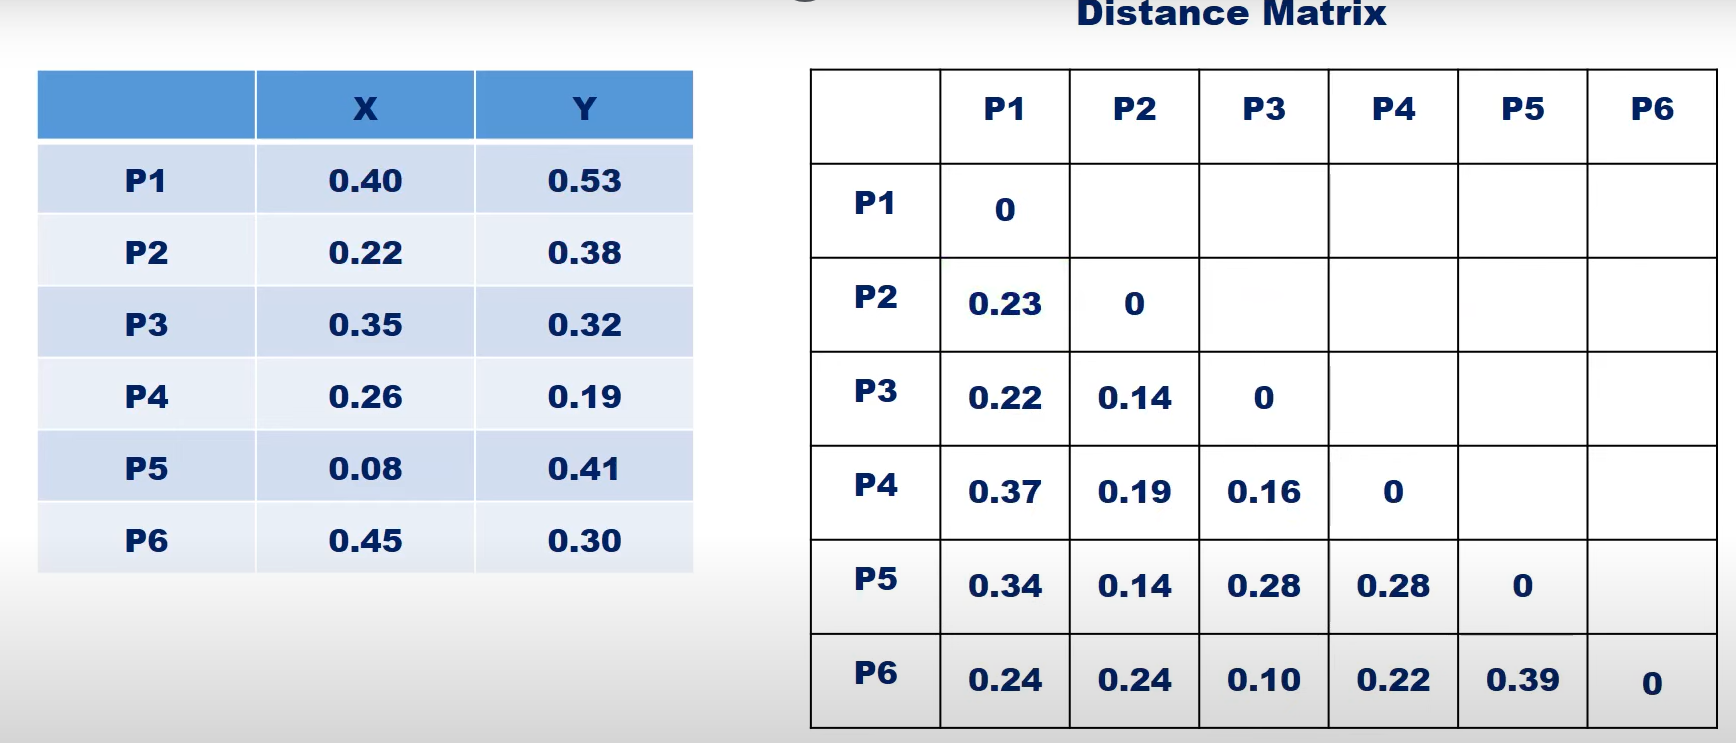 Distance Matrix
X Y
P1 0.40 0.53
P2 0.22 0.38
P3 0.35 0.32
P4 0.26 0.19
P5 0.08 0.41
P6 0.45 0.30
P1 P2 P3 P4 P5 P6
P1 0
P2 0.23 0
P3 0.22 0.14 0
P4 0.37 0.19 0.16 0
P5 0.34 0.14 0.28 0.28 0
P6 0.24 0.24 0.10 0.22 0.39 0